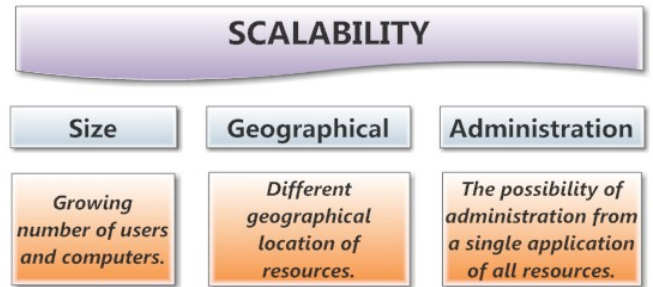 SCALABILITY
Size
Geographical
Administration
Growing
number of users
and computers.
Different
geographical
location of
resources.
The possibility of
administration from
a single application
of all resources.